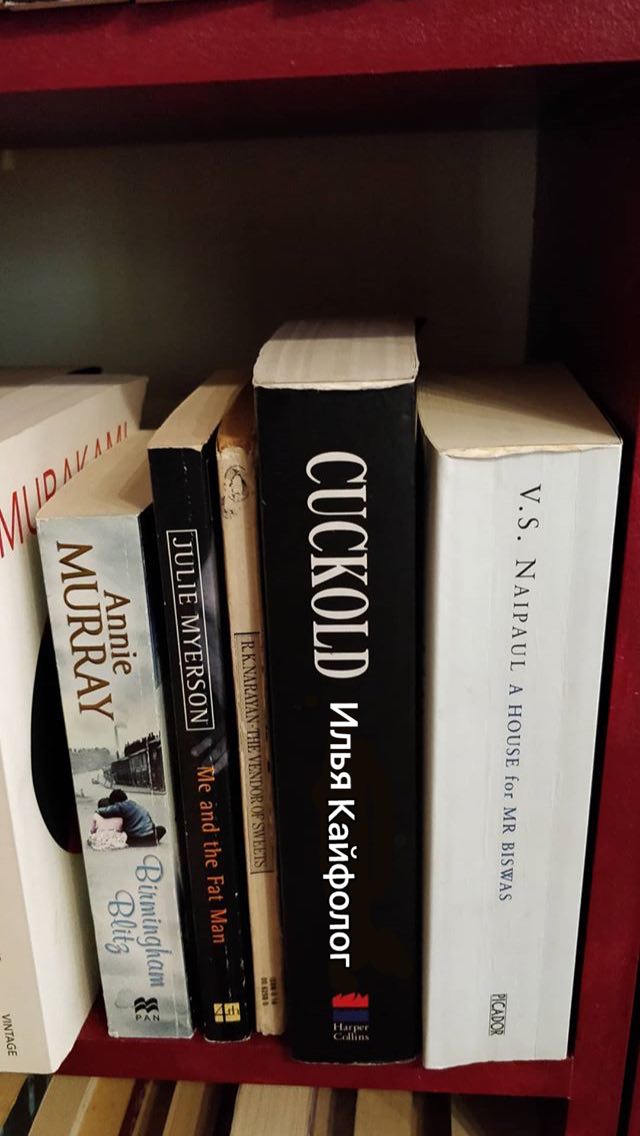 MURAKAMI
VINTAGE
Annie
MURRAY
Birmingham
Blitz
PAN
JULIE MYERSON
Me and the Fat Man
R.K.NARAYAN·THE VENDOR OF SWEETS
CUCKOLD
Илья Кайфолог
Harper
Collins
V.S. NAIPAUL A HOUSE for MR BISWAS
PICADOR